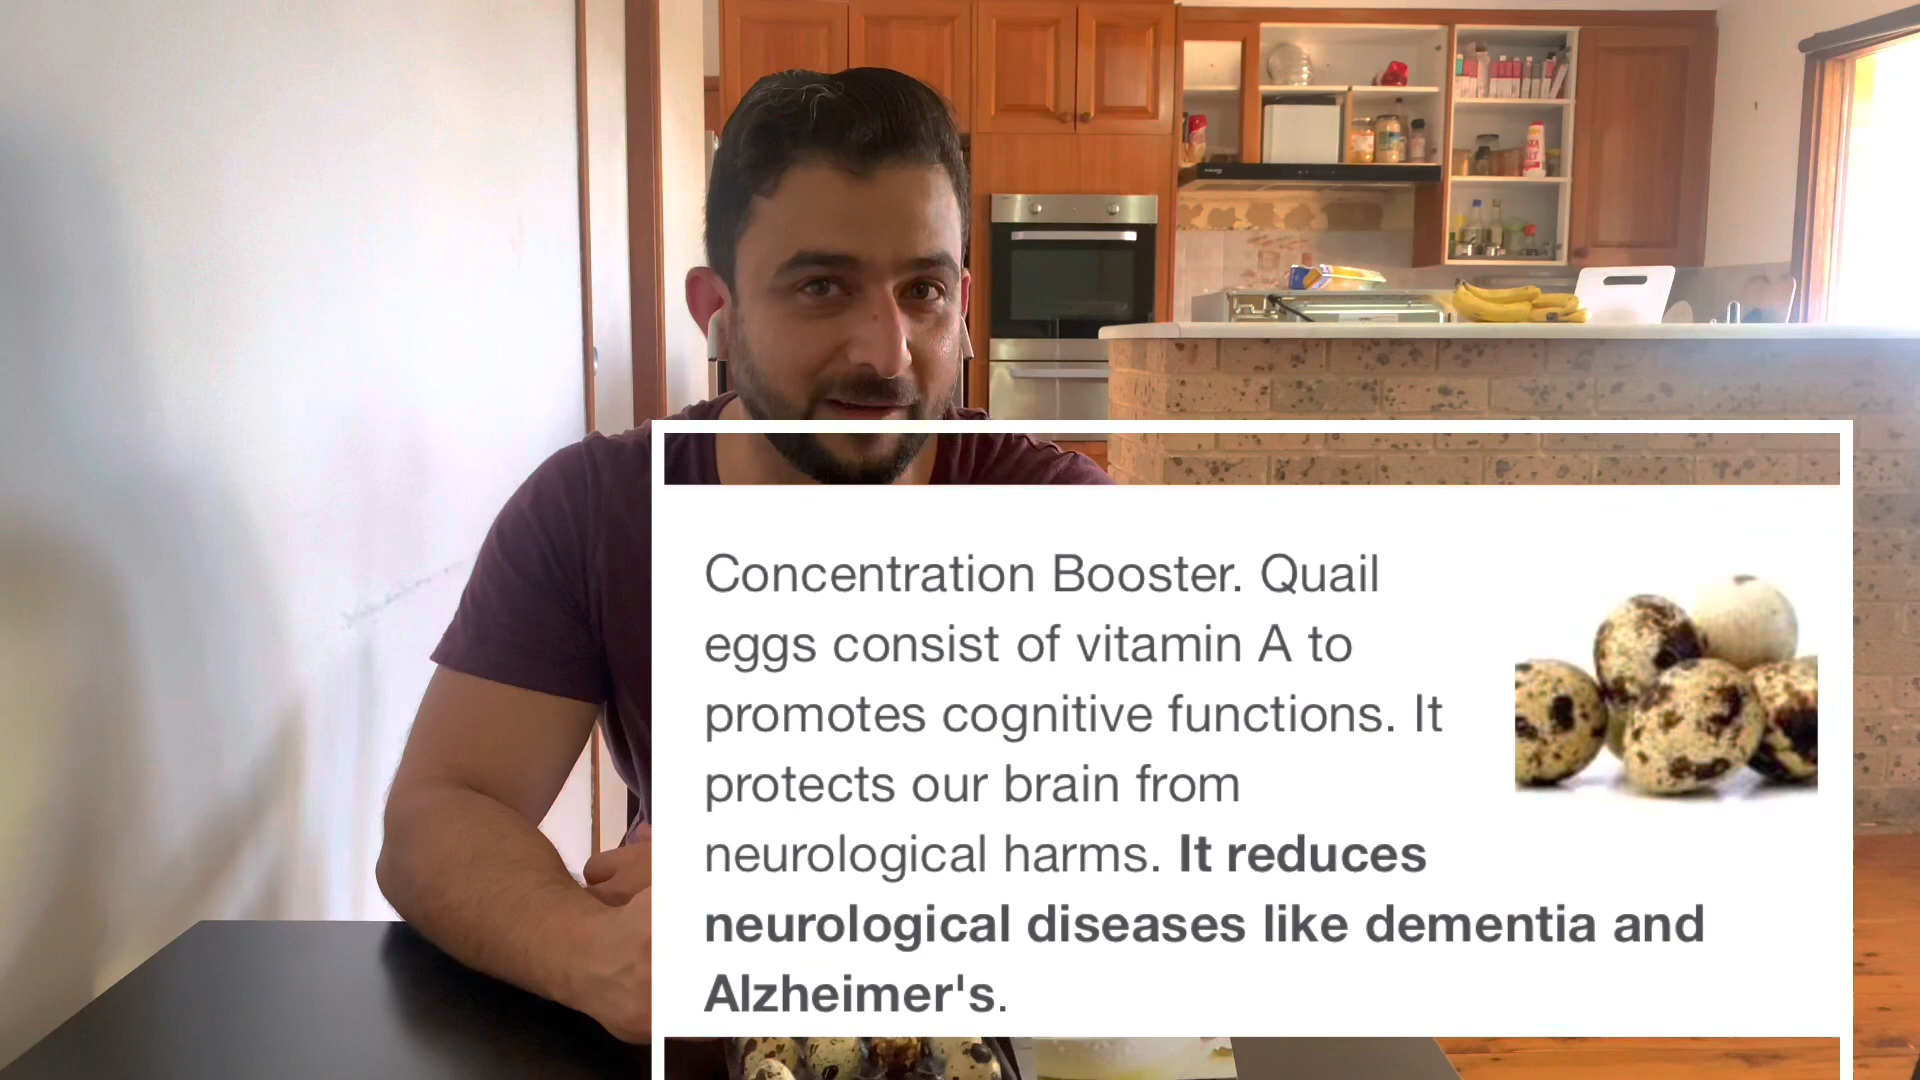 Concentration Booster. Quail
eggs consist of vitamin A to
promotes cognitive functions. It
protects our brain from
neurological harms. It reduces
neurological diseases like dementia and
Alzheimer's.